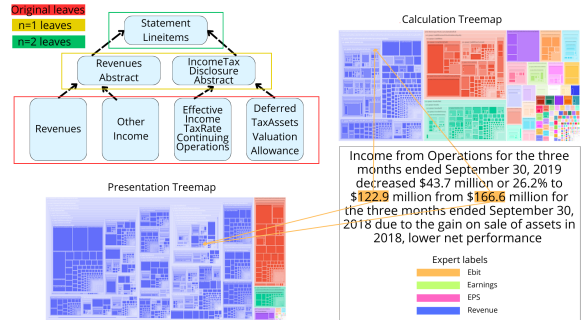 Original leaves
n=1 leaves
n=2 leaves
Statement
Lineitems
Revenues
Abstract
IncomeTax
Disclosure
Abstract
Revenues
Other
Income
Effective
Income
TaxRate
Continuing
Operations
Deferred
TaxAssets
Valuation
Allowance
Presentation Treemap
Calculation Treemap
Income from Operations for the three
months ended September 30, 2019
decreased $43.7 million or 26.2% to
$122.9 million from $166.6 million for
the three months ended September 30,
2018 due to the gain on sale of assets in
2018, lower net performance
Expert labels
Ebit
Earnings
EPS
Revenue